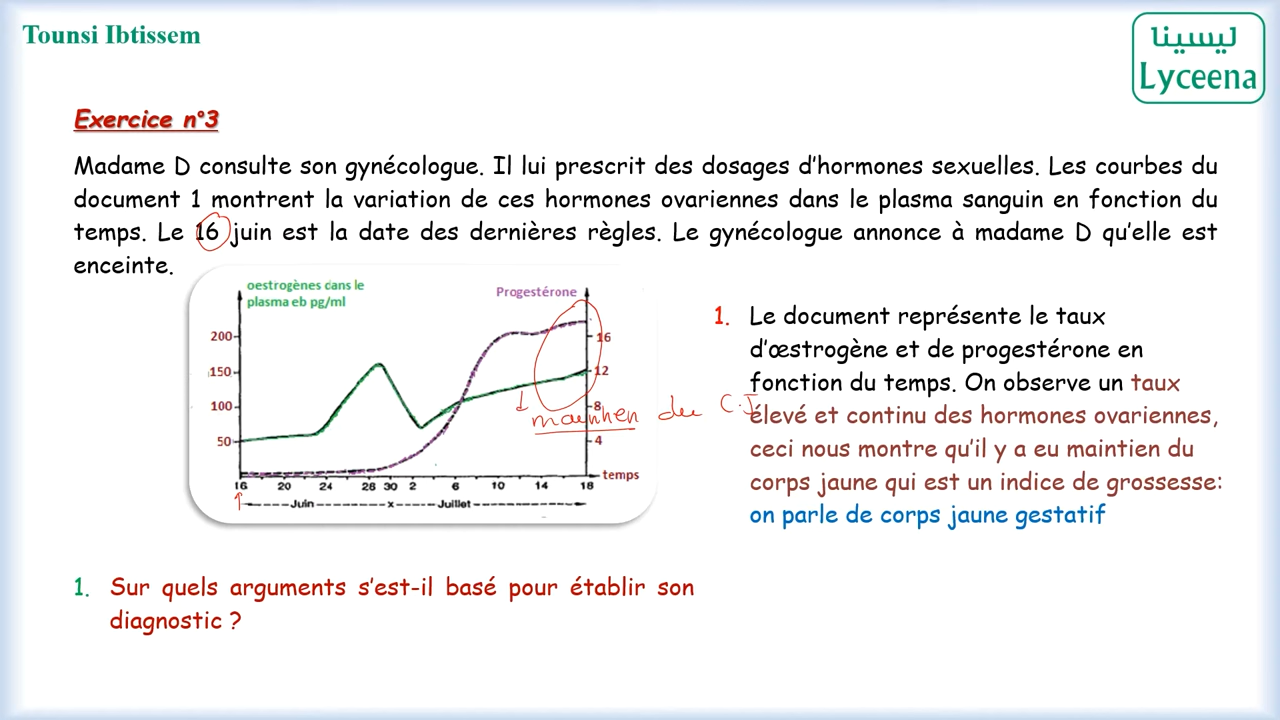 Tounsi Ibtissem
ليسينا
Lyceena
Exercice n°3
Madame D consulte son gynécologue. Il lui prescrit des dosages d’hormones sexuelles. Les courbes du
document 1 montrent la variation de ces hormones ovariennes dans le plasma sanguin en fonction du
temps. Le 16 juin est la date des dernières règles. Le gynécologue annonce à madame D qu’elle est
enceinte.
oestrogènes dans le
plasma eb pg/ml
Progestérone
200
150
100
50
16
12
8
4
temps
16 20 24 28 30 2 6 10 14 18
Juin x Juillet
maintien du C.J
1. Le document représente le taux
d’œstrogène et de progestérone en
fonction du temps. On observe un taux
élevé et continu des hormones ovariennes,
ceci nous montre qu’il y a eu maintien du
corps jaune qui est un indice de grossesse:
on parle de corps jaune gestatif
1. Sur quels arguments s’est-il basé pour établir son
diagnostic ?